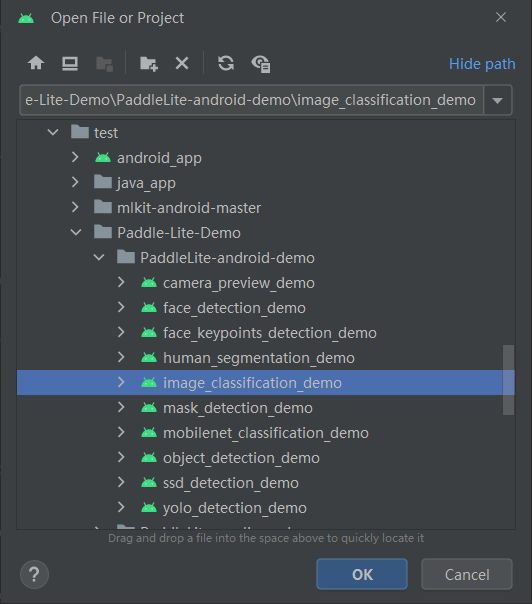 Open File or Project
Hide path
e-Lite-Demo\PaddleLite-android-demo\image_classification_demo
test
android_app
java_app
mlkit-android-master
Paddle-Lite-Demo
PaddleLite-android-demo
camera_preview_demo
face_detection_demo
face_keypoints_detection_demo
human_segmentation_demo
image_classification_demo
mask_detection_demo
mobilenet_classification_demo
object_detection_demo
ssd_detection_demo
yolo_detection_demo
Drag and drop a file into the space above to quickly locate it
?
OK
Cancel